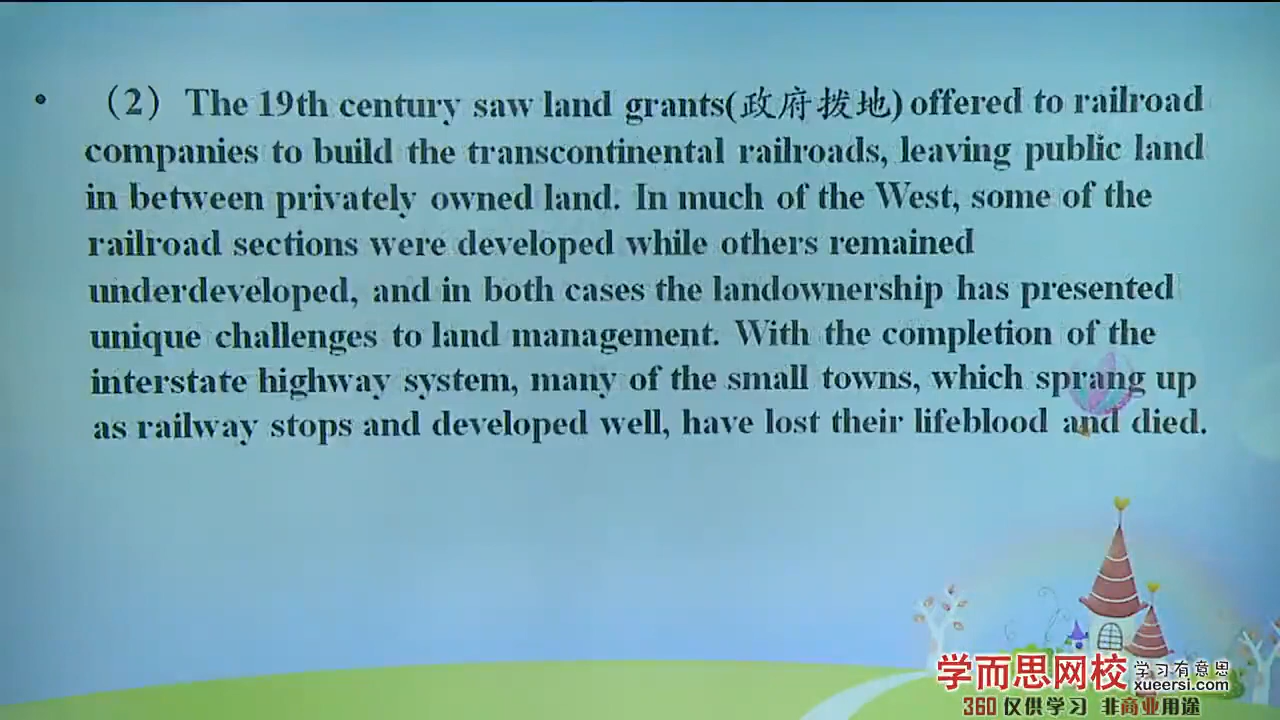 • （2）The 19th century saw land grants(政府拨地)offered to railroad
companies to build the transcontinental railroads, leaving public land
in between privately owned land. In much of the West, some of the
railroad sections were developed while others remained
underdeveloped, and in both cases the landownership has presented
unique challenges to land management. With the completion of the
interstate highway system, many of the small towns, which sprang up
as railway stops and developed well, have lost their lifeblood and died.
学而思网校 学习有意思
xueersi.com
360 仅供学习 非商业用途